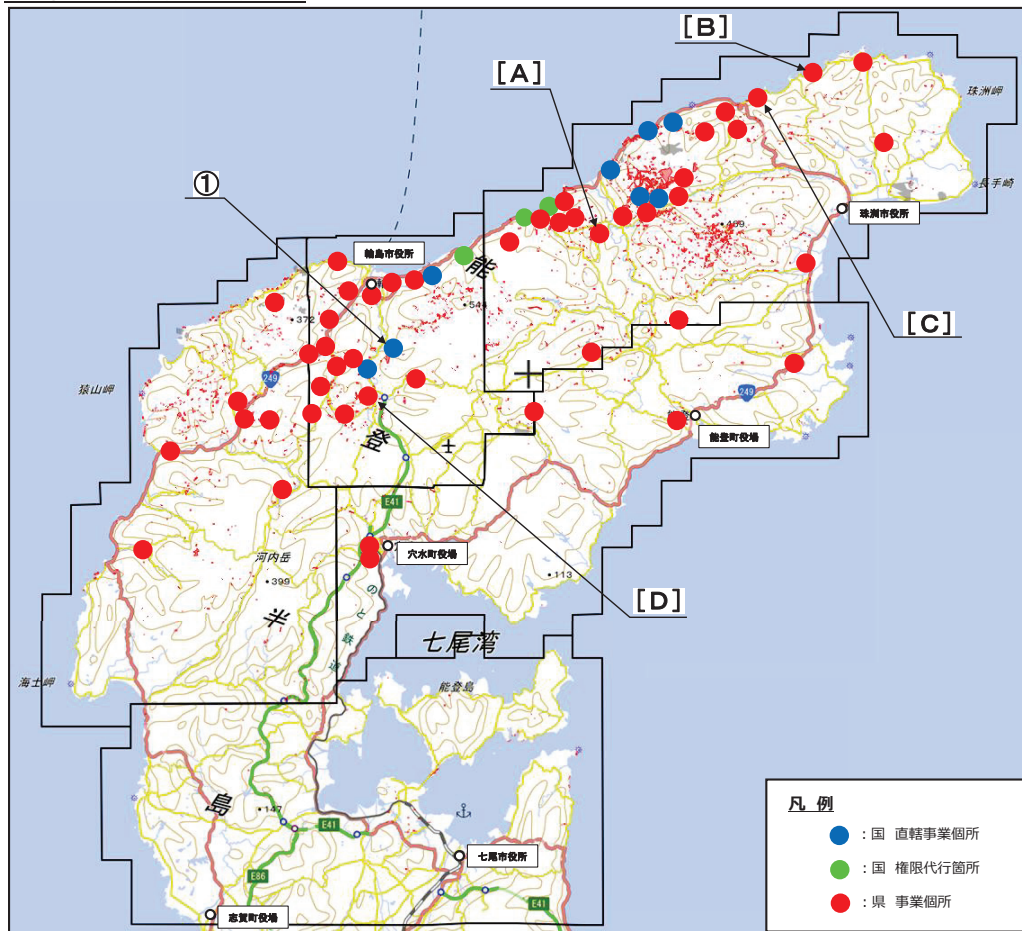 [B]
[A]
珠洲岬
①
長手崎
珠洲市役所
469
輪島市役所
能
544
372
[C]
猿山岬
249
249
能登町役場
登
E41
穴水町役場
河内岳
399
113
[D]
のと鉄道
半
七尾湾
海士岬
能登島
147
島
E41
七尾市役所
E86
E41
志賀町役場
凡 例
：国 直轄事業個所
：国 権限代行箇所
：県 事業個所